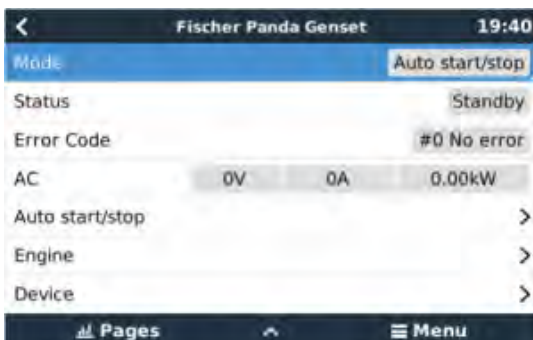 Fischer Panda Genset 19:40
Mode Auto start/stop
Status Standby
Error Code #0 No error
AC 0V 0A 0.00kW
Auto start/stop
Engine
Device
Pages Menu